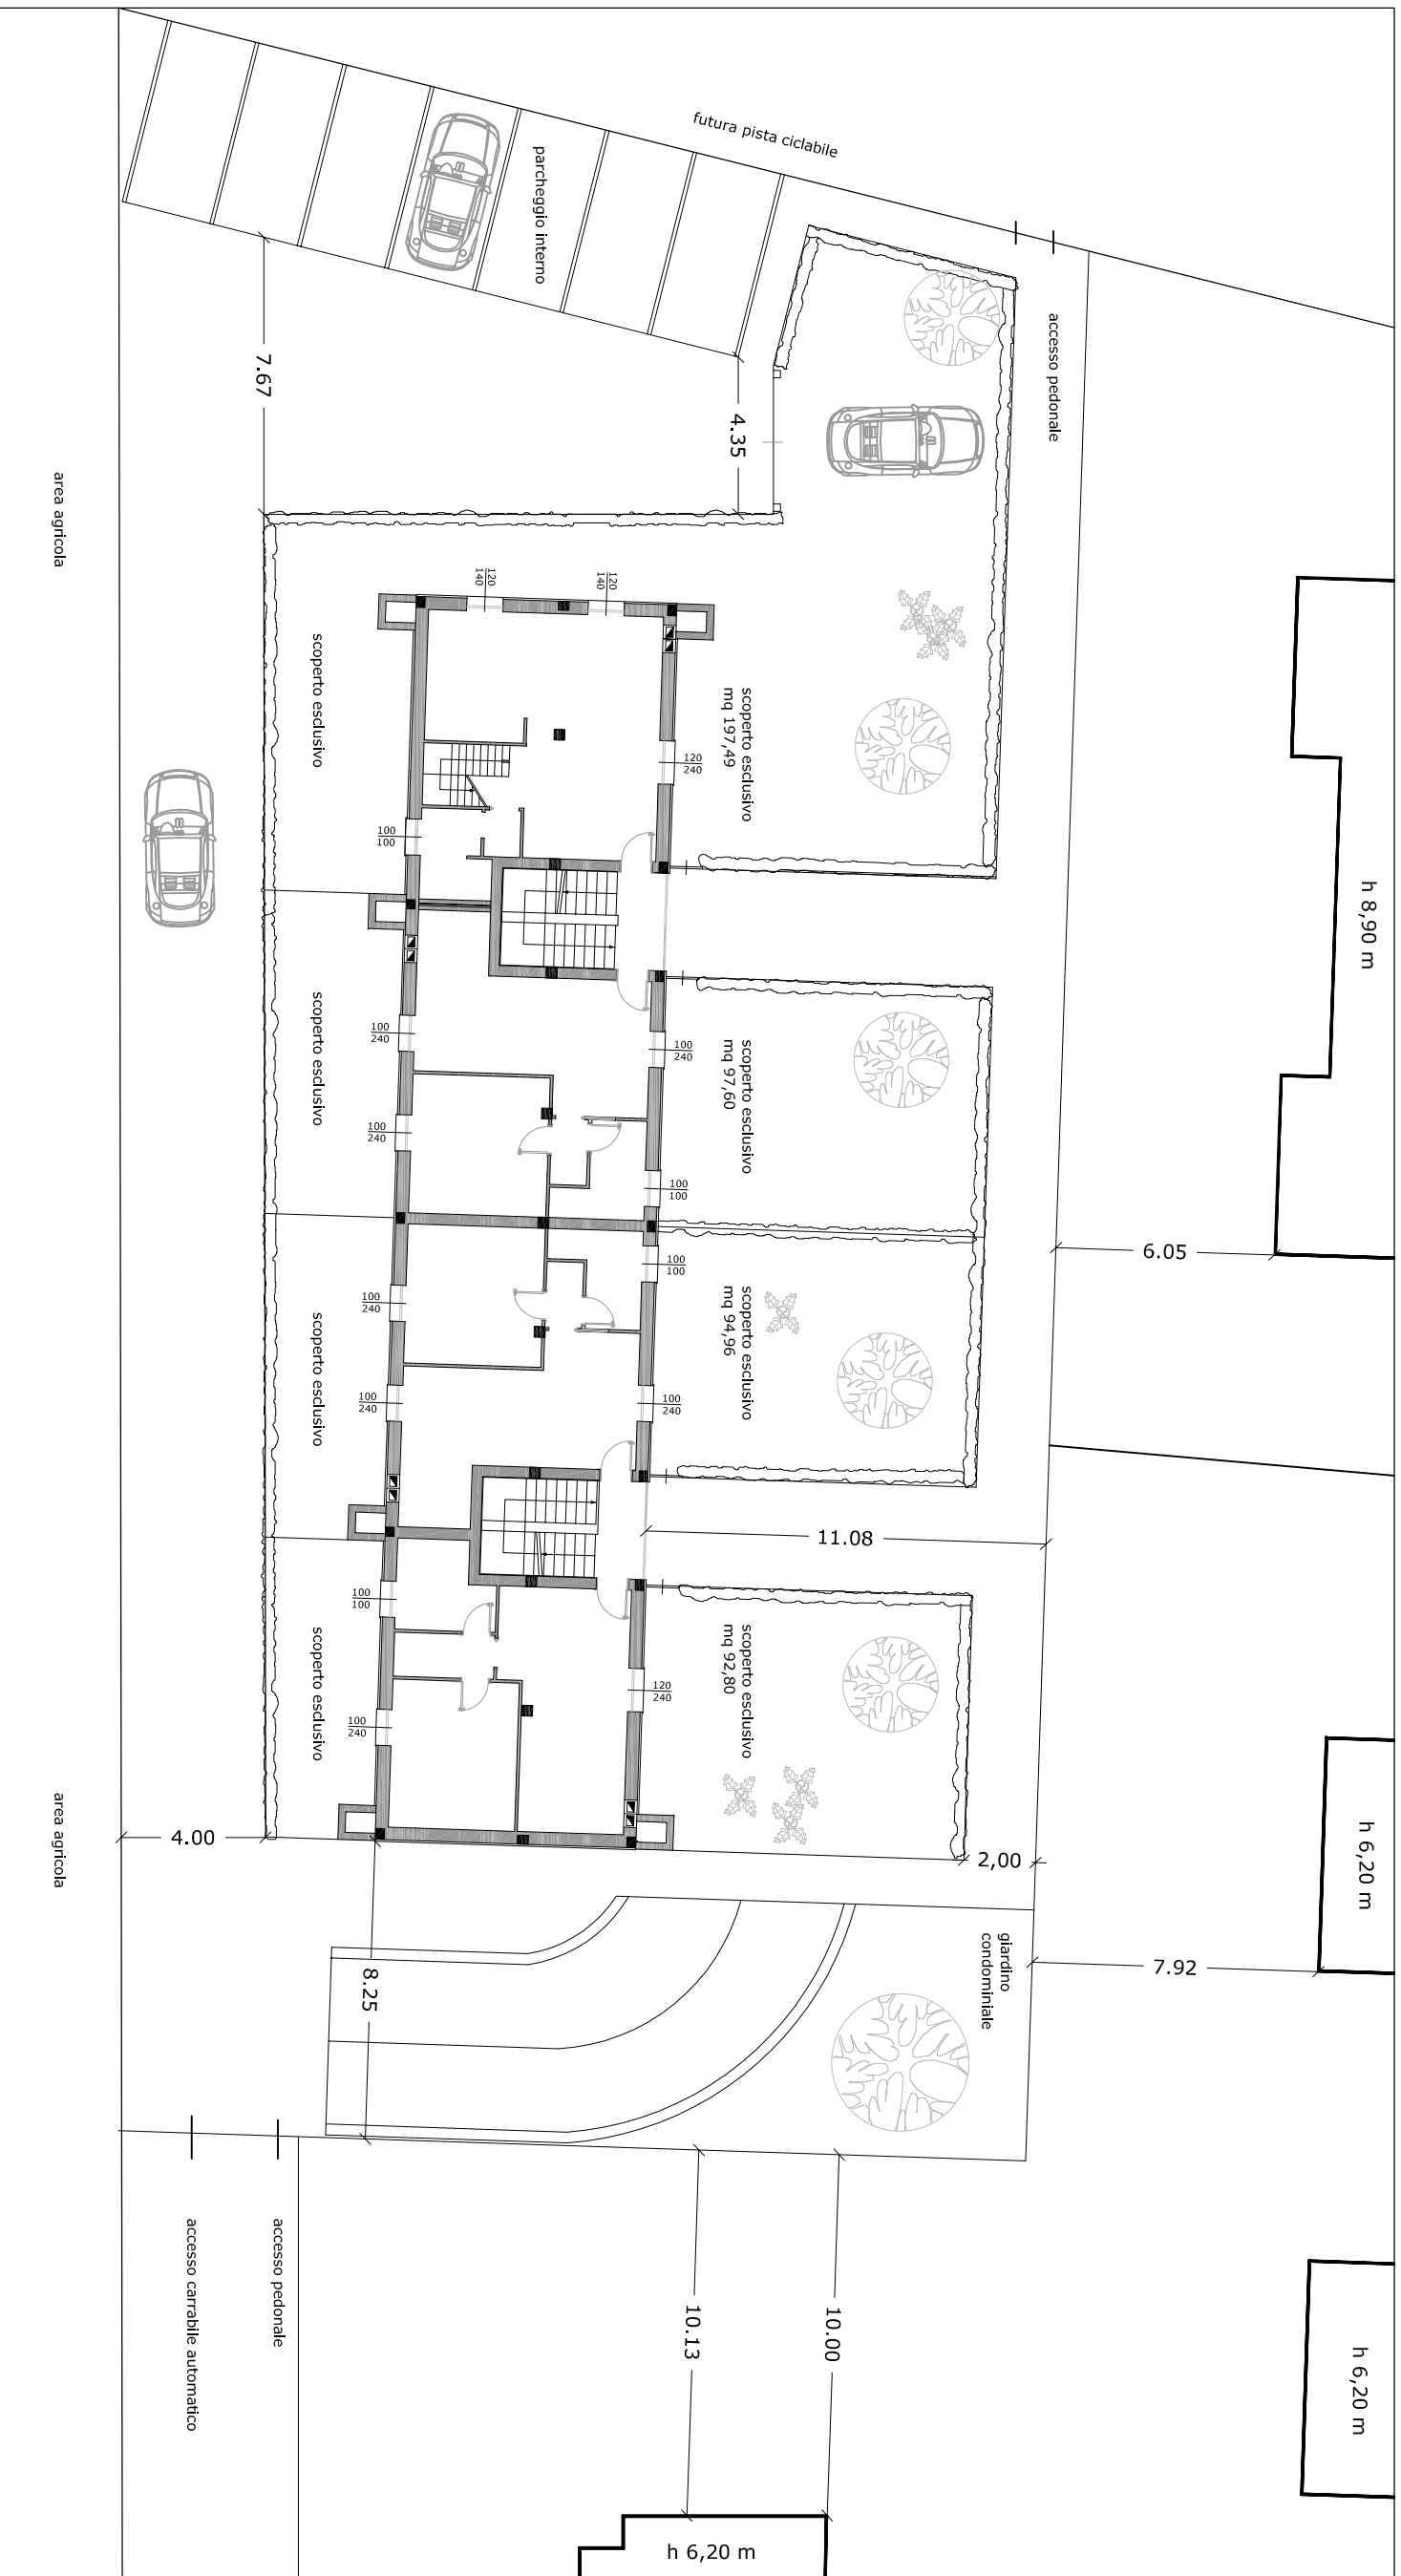 futura pista ciclabile
parcheggio interno
accesso pedonale
7.67
4.35
area agricola
120
140
120
140
scoperto esclusivo
scoperto esclusivo
mq 197,49
120
240
100
100
h 8,90 m
scoperto esclusivo
100
240
100
240
scoperto esclusivo
mq 97,60
100
240
100
100
6.05
100
100
scoperto esclusivo
100
240
scoperto esclusivo
mq 94,96
100
240
100
240
11.08
100
100
scoperto esclusivo
scoperto esclusivo
mq 92,80
120
240
100
240
area agricola
4.00
2,00
h 6,20 m
giardino
condominiale
7.92
8.25
accesso carrabile automatico
accesso pedonale
10.13
10.00
h 6,20 m
h 6,20 m